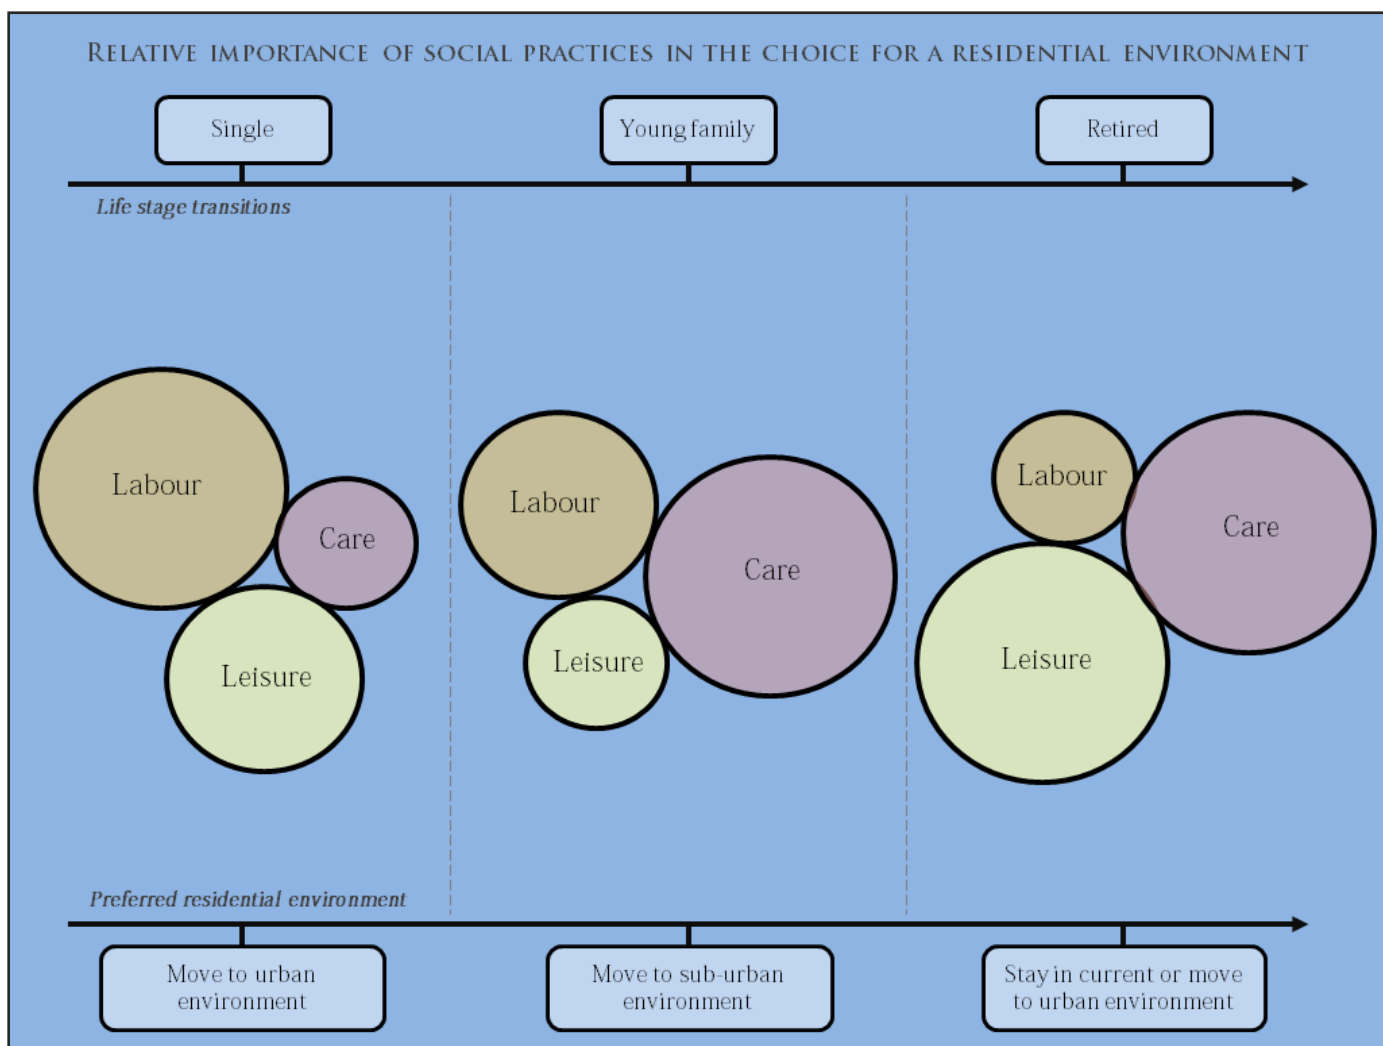 RELATIVE IMPORTANCE OF SOCIAL PRACTICES IN THE CHOICE FOR A RESIDENTIAL ENVIRONMENT
Single
Young family
Retired
Life stage transitions
Labour
Care
Leisure
Labour
Care
Leisure
Labour
Care
Leisure
Preferred residential environment
Move to urban
environment
Move to sub-urban
environment
Stay in current or move
to urban environment